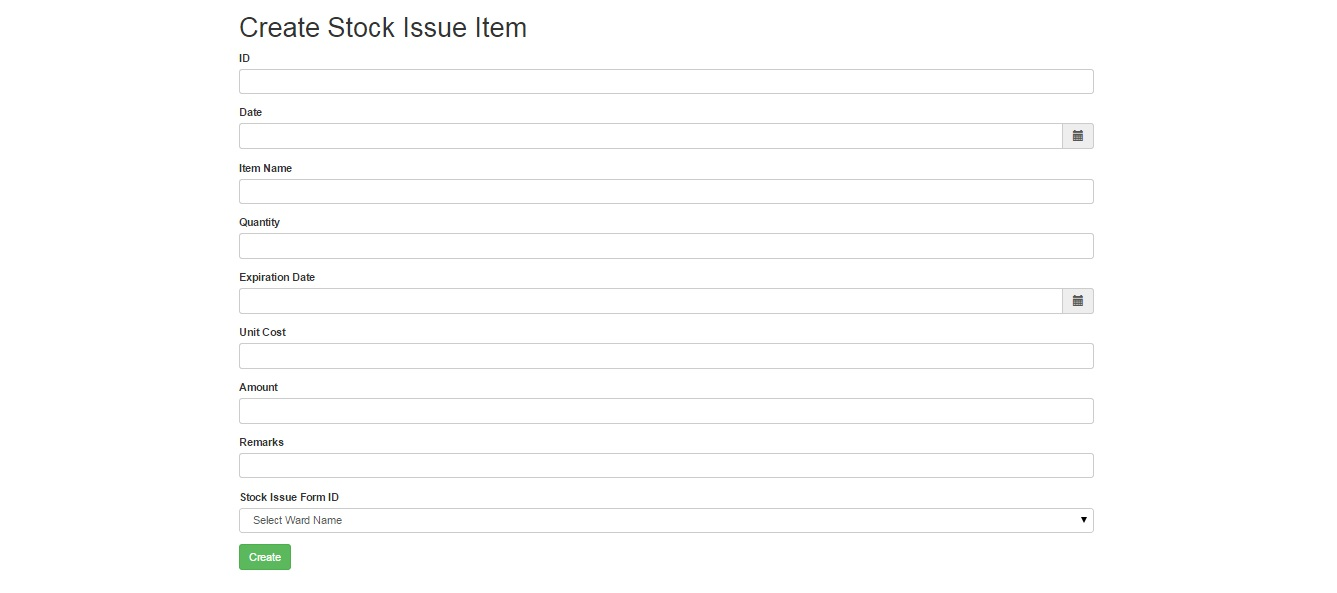 Create Stock Issue Item
ID
Date
Item Name
Quantity
Expiration Date
Unit Cost
Amount
Remarks
Stock Issue Form ID
Select Ward Name
Create